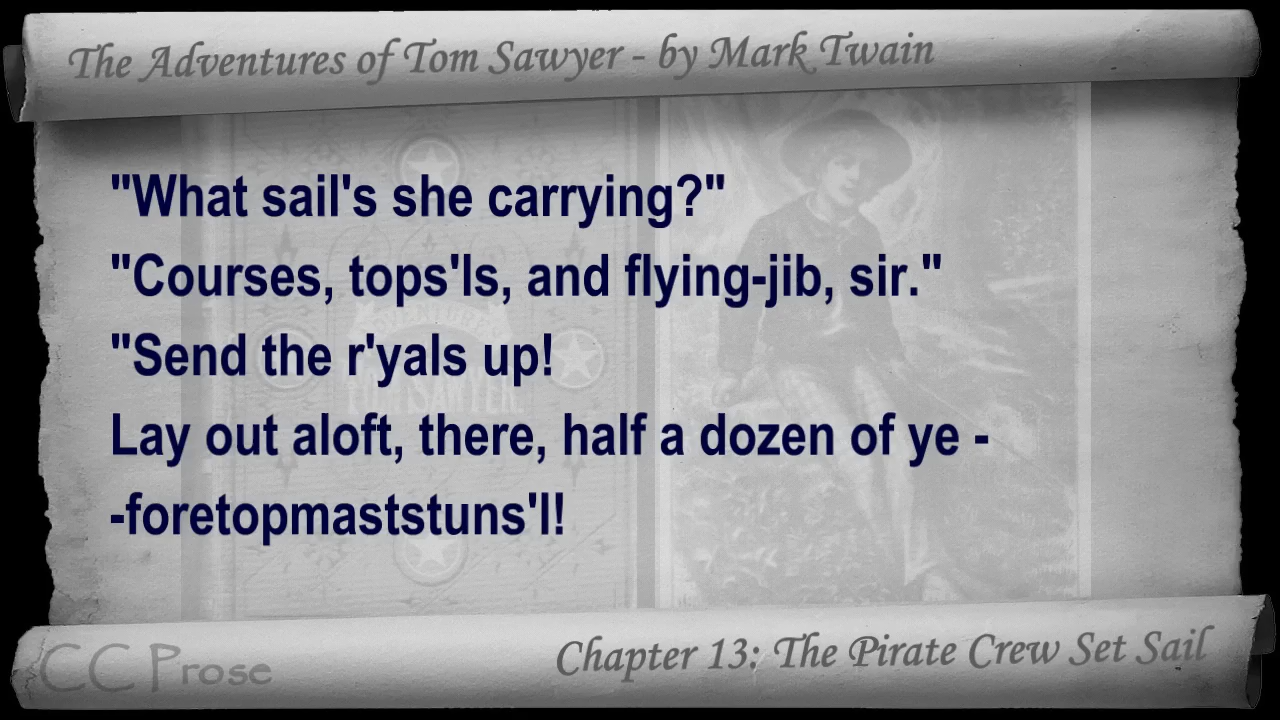 The Adventures of Tom Sawyer - by Mark Twain
"What sail's she carrying?"
"Courses, tops'ls, and flying-jib, sir."
"Send the r'yals up!
Lay out aloft, there, half a dozen of ye -
-foretopmaststuns'l!
TOM SAWYER.
CC Prose
Chapter 13: The Pirate Crew Set Sail